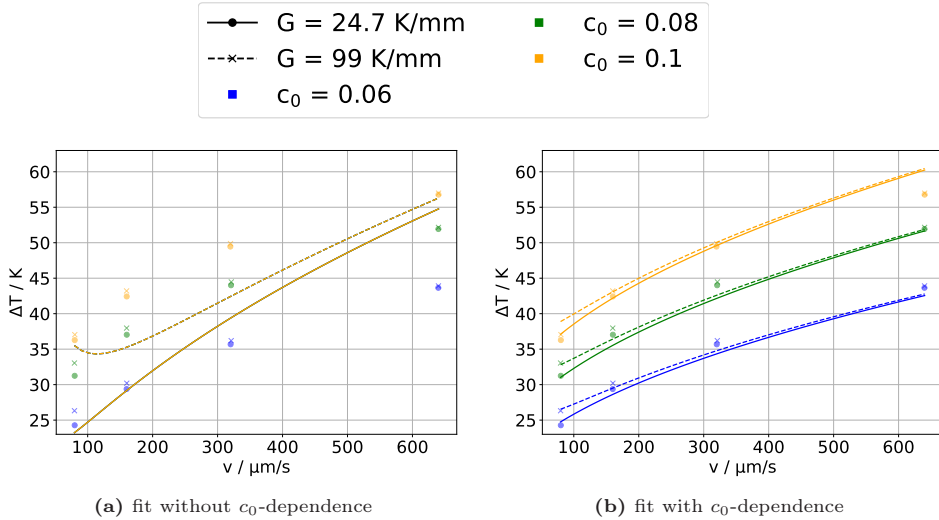 G = 24.7 K/mm
G = 99 K/mm
c₀ = 0.06
c₀ = 0.08
c₀ = 0.1
ΔT / K
60
55
50
45
40
35
30
25
100 200 300 400 500 600
v / μm/s
(a) fit without c₀-dependence
ΔT / K
60
55
50
45
40
35
30
25
100 200 300 400 500 600
v / μm/s
(b) fit with c₀-dependence